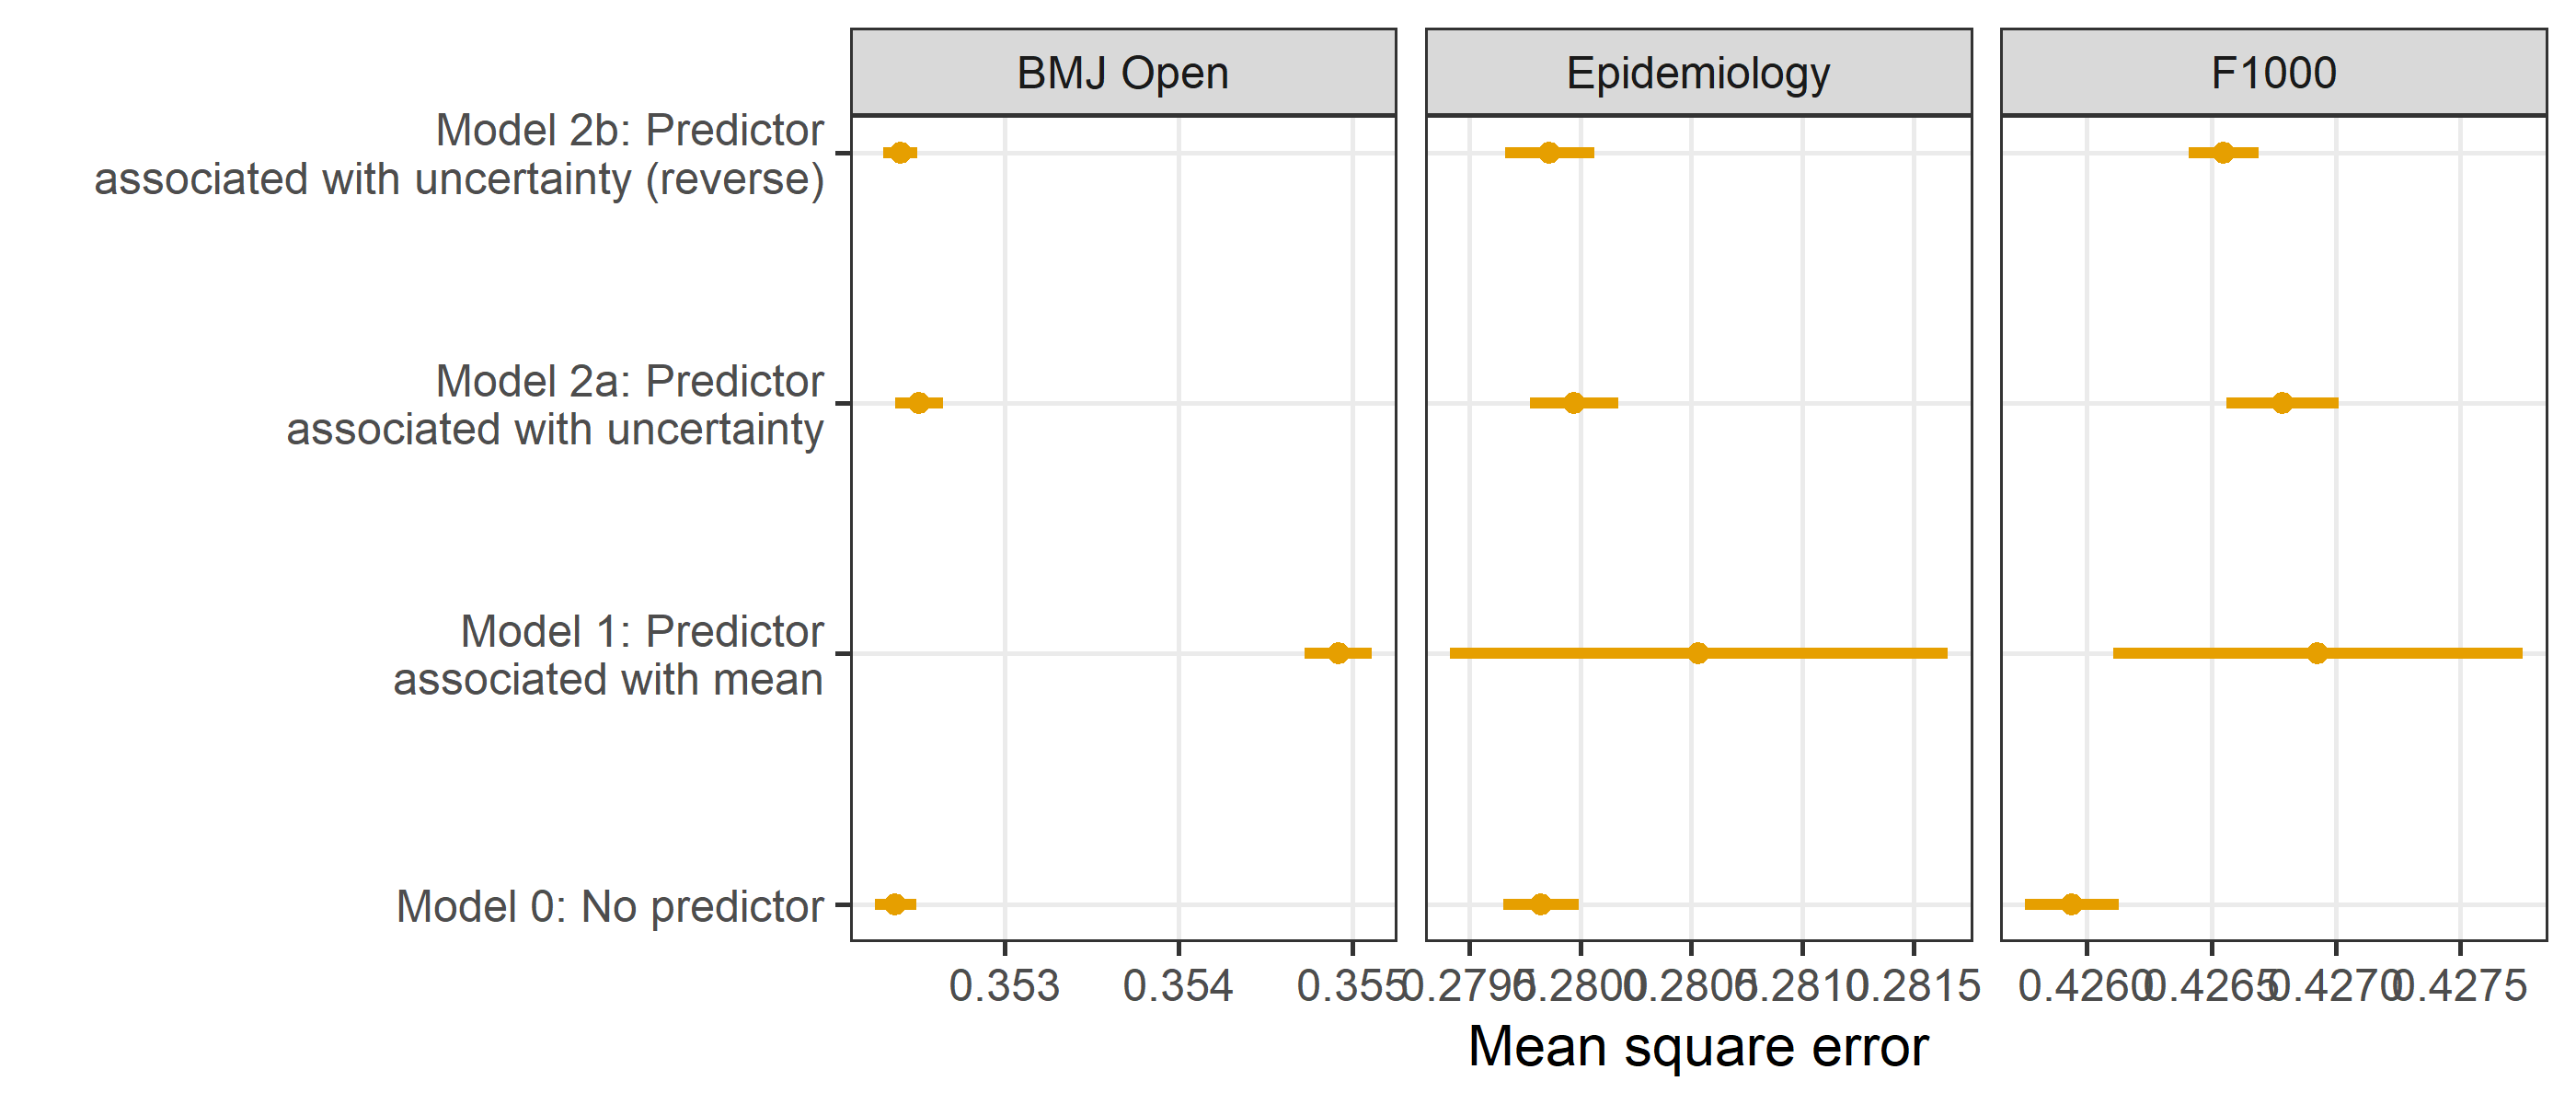 BMJ Open
Epidemiology
F1000
Model 2b: Predictor
associated with uncertainty (reverse)
Model 2a: Predictor
associated with uncertainty
Model 1: Predictor
associated with mean
Model 0: No predictor
0.353 0.354 0.355 0.2795 0.2800 0.2805 0.2810 0.2815 0.4260 0.4265 0.4270 0.4275
Mean square error